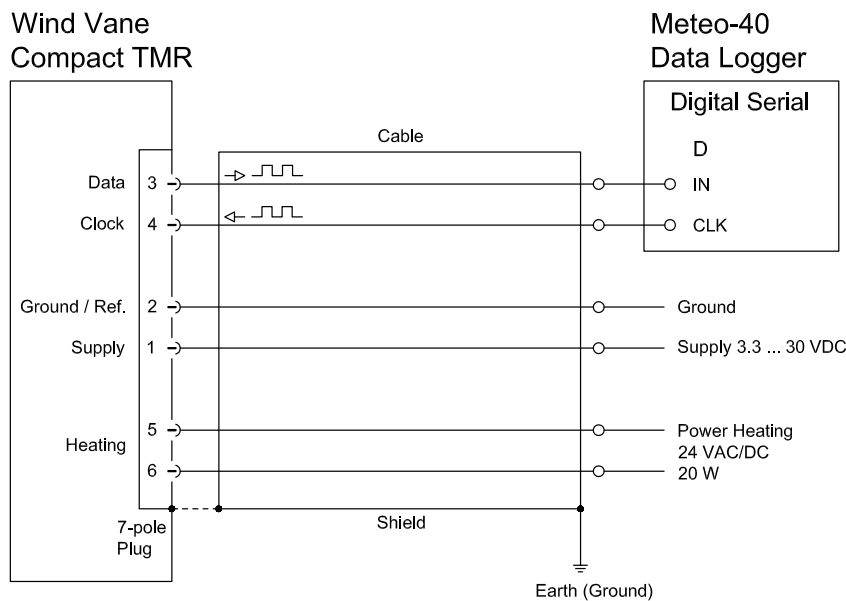 Wind Vane
Compact TMR
Meteo-40
Data Logger
Digital Serial
Cable
D
Data 3 IN
Clock 4 CLK
Ground / Ref. 2 Ground
Supply 1 Supply 3.3 ... 30 VDC
Heating
5
6
Power Heating
24 VAC/DC
20 W
7-pole
Plug
Shield
Earth (Ground)